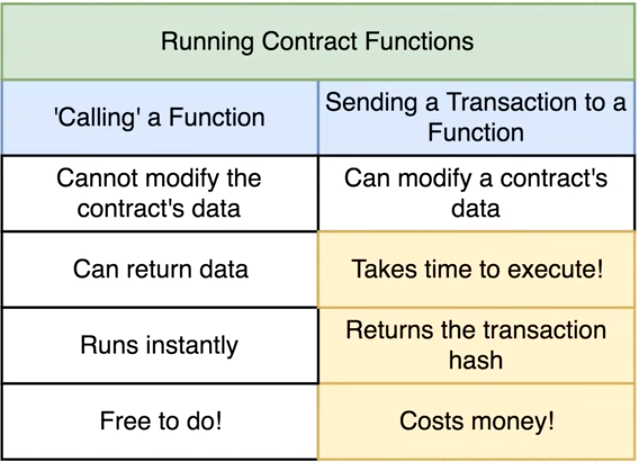 Running Contract Functions
'Calling' a Function
Sending a Transaction to a
Function
Cannot modify the
contract's data
Can modify a contract's
data
Can return data
Takes time to execute!
Runs instantly
Returns the transaction
hash
Free to do!
Costs money!